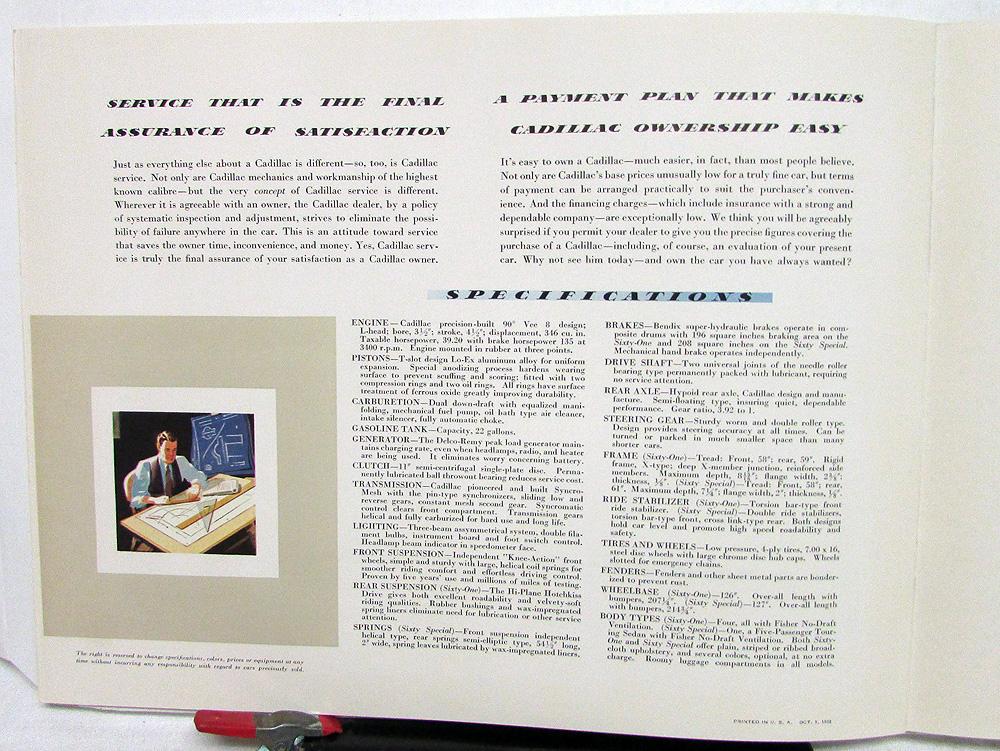 SERVICE THAT IS THE FINAL
ASSURANCE OF SATISFACTION
Just as everything else about a Cadillac is different—so, too, is Cadillac
service. Not only are Cadillac mechanics and workmanship of the highest
known calibre—but the very concept of Cadillac service is different.
Wherever it is agreeable with an owner, the Cadillac dealer, by a policy
of systematic inspection and adjustment, strives to eliminate the possi-
bility of failure anywhere in the car. This is an attitude toward service
that saves the owner time, inconvenience, and money. Yes, Cadillac serv-
ice is truly the final assurance of your satisfaction as a Cadillac owner.
A PAYMENT PLAN THAT MAKES
CADILLAC OWNERSHIP EASY
It's easy to own a Cadillac—much easier, in fact, than most people believe.
Not only are Cadillac's base prices unusually low for a truly fine car, but terms
of payment can be arranged practically to suit the purchaser's conven-
ience. And the financing charges—which include insurance with a strong and
dependable company—are exceptionally low. We think you will be agreeably
surprised if you permit your dealer to give you the precise figures covering the
purchase of a Cadillac—including, of course, an evaluation of your present
car. Why not see him today—and own the car you have always wanted?
SPECIFICATIONS
ENGINE—Cadillac precision-built 90° Vee 8 design;
L-head; bore, 3½"; stroke, 4½"; displacement, 346 cu. in.
Taxable horsepower, 39.20 with brake horsepower 135 at
3400 r.p.m. Engine mounted in rubber at three points.
PISTONS—T-slot design Lo-Ex aluminum alloy for uniform
expansion. Special anodizing process hardens wearing
surface to prevent scuffing and scoring; fitted with two
compression rings and two oil rings. All rings have surface
treatment of ferrous oxide greatly improving durability.
CARBURETION—Dual down-draft with equalized mani-
folding, mechanical fuel pump, oil bath type air cleaner,
intake silencer, fully automatic choke.
GASOLINE TANK—Capacity, 22 gallons.
GENERATOR—The Delco-Remy peak load generator main-
tains charging rate, even when headlamps, radio, and heater
are being used. It eliminates worry concerning battery.
CLUTCH—11" semi-centrifugal single-plate disc. Perma-
nently lubricated ball throwout bearing reduces service cost.
TRANSMISSION—Cadillac pioneered and built Syncro-
Mesh with the pin-type synchronizers, sliding low and
reverse gears, constant mesh second gear. Syncromatic
control clears front compartment. Transmission gears
helical and fully carburized for hard use and long life.
LIGHTING—Three-beam assymetrical system, double fila-
ment bulbs, instrument board and foot switch control.
Headlamp beam indicator in speedometer face.
FRONT SUSPENSION—Independent "Knee-Action" front
wheels, simple and sturdy with large, helical coil springs for
smoother riding comfort and effortless driving control.
Proven by five years' use and millions of miles of testing.
REAR SUSPENSION (Sixty-One)—The Hi-Plane Hotchkiss
Drive gives both excellent roadability and velvety-soft
riding qualities. Rubber bushings and wax-impregnated
spring liners eliminate need for lubrication or other service
attention.
SPRINGS (Sixty Special)—Front suspension independent
helical type, rear springs semi-elliptic type, 54½" long,
2" wide, spring leaves lubricated by wax-impregnated liners.
BRAKES—Bendix super-hydraulic brakes operate in com-
posite drums with 196 square inches braking area on the
Sixty-One and 208 square inches on the Sixty Special.
Mechanical hand brake operates independently.
DRIVE SHAFT—Two universal joints of the needle roller
bearing type permanently packed with lubricant, requiring
no service attention.
REAR AXLE—Hypoid rear axle, Cadillac design and manu-
facture. Semi-floating type, insuring quiet, dependable
performance. Gear ratio, 3.92 to 1.
STEERING GEAR—Sturdy worm and double roller type.
Design provides steering accuracy at all times. Can be
turned or parked in much smaller space than many
shorter cars.
FRAME (Sixty-One)—Tread: Front, 58"; rear, 59". Rigid
frame, X-type; deep X-member junction, reinforced side
members. Maximum depth, flange width,
thickness, (Sixty Special)—Tread: Front, 58"; rear,
61". Maximum depth, 7¼"; flange width, 2"; thickness,
RIDE STABILIZER (Sixty-One)—Torsion bar-type front
ride stabilizer. (Sixty Special)—Double ride stabilizers,
torsion bar-type front, cross link-type rear. Both designs
hold car level and promote high speed roadability and
safety.
TIRES AND WHEELS—Low pressure, 4-ply tires, 7.00 x 16,
steel disc wheels with large chrome disc hub caps. Wheels
slotted for emergency chains.
FENDERS—Fenders and other sheet metal parts are bonder-
ized to prevent rust.
WHEELBASE (Sixty-One)—126". Over-all length with
bumpers, 207¼". (Sixty Special)—127". Over-all length
with bumpers, 214¾".
BODY TYPES (Sixty-One)—Four, all with Fisher No-Draft
Ventilation. (Sixty Special)—One, a Five-Passenger Tour-
ing Sedan with Fisher No-Draft Ventilation. Both Sixty-
One and Sixty Special offer plain, striped or ribbed broad-
cloth upholstery, and several colors, optional, at no extra
charge. Roomy luggage compartments in all models.
The right is reserved to change specifications, colors, prices or equipment at any
time without incurring any responsibility with regard to cars previously sold.
PRINTED IN U. S. A. OCT. 1, 1938